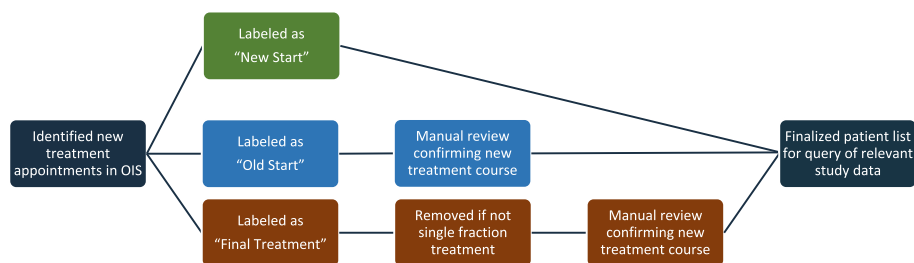 Labeled as
“New Start”
Identified new
treatment
appointments in OIS
Labeled as
“Old Start”
Manual review
confirming new
treatment course
Finalized patient list
for query of relevant
study data
Labeled as
“Final Treatment”
Removed if not
single fraction
treatment
Manual review
confirming new
treatment course